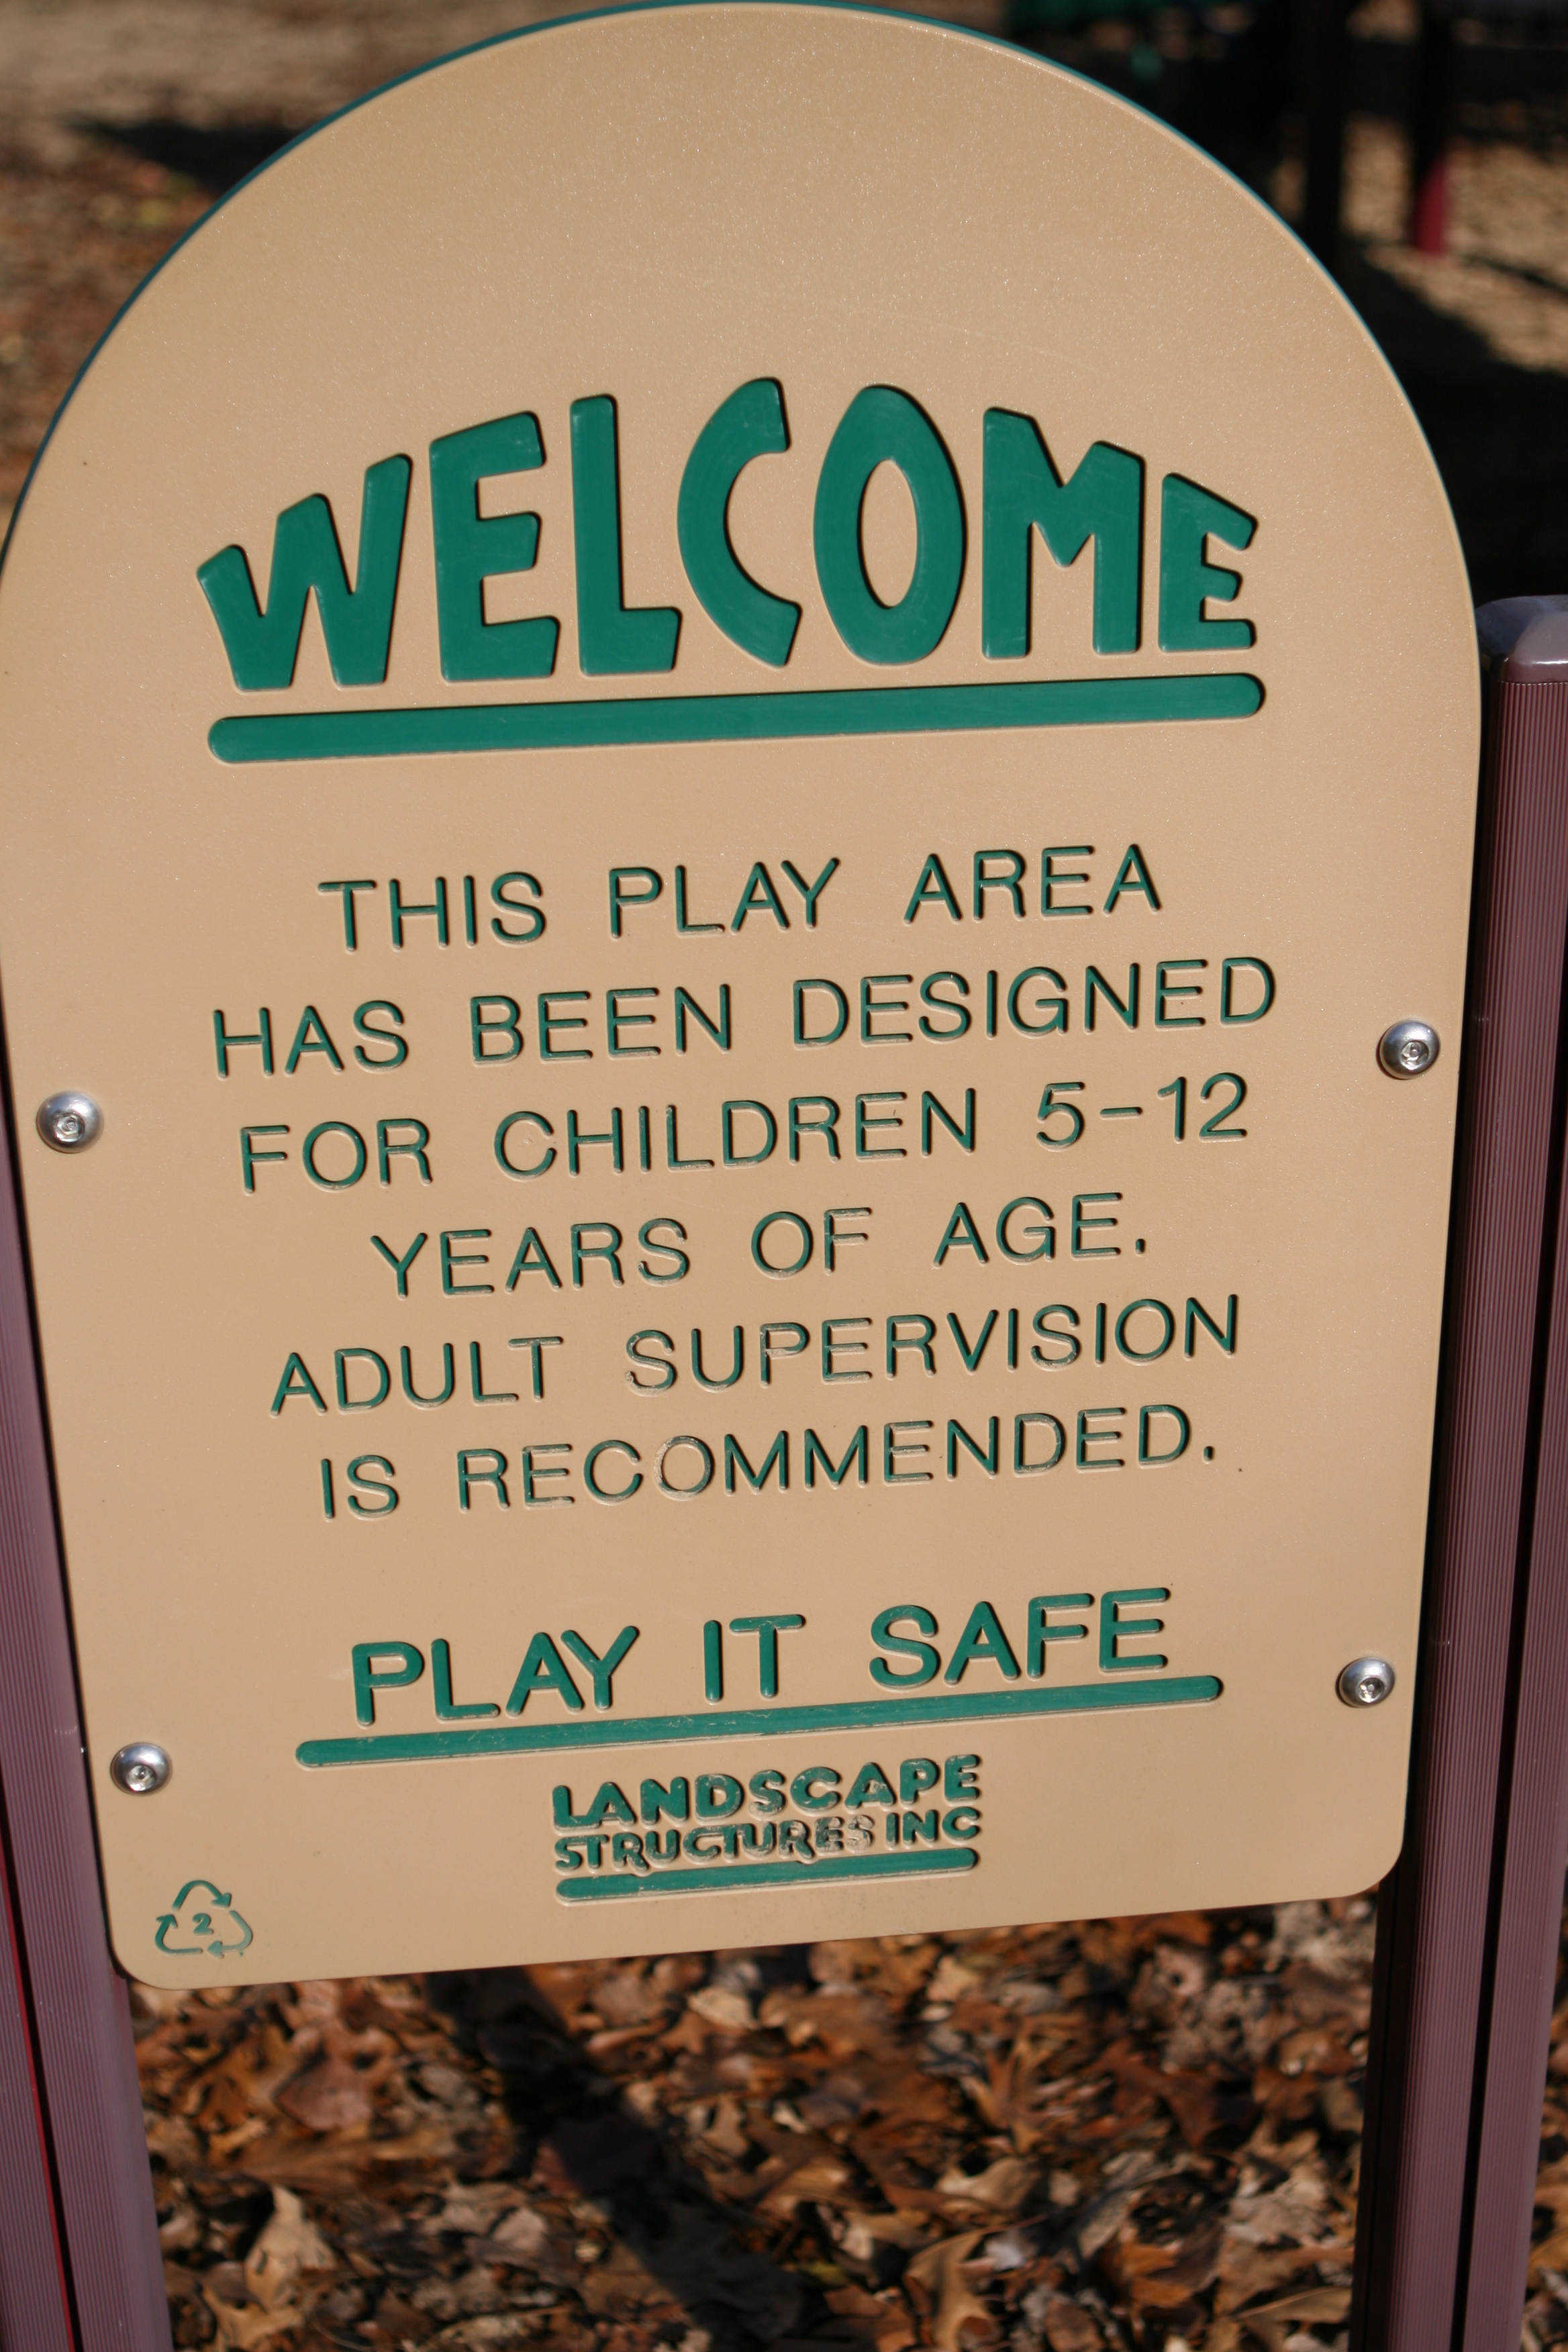 WELCOME
THIS PLAY AREA
HAS BEEN DESIGNED
FOR CHILDREN 5-12
YEARS OF AGE.
ADULT SUPERVISION
IS RECOMMENDED.
PLAY IT SAFE
LANDSCAPE
STRUCTURES INC
2